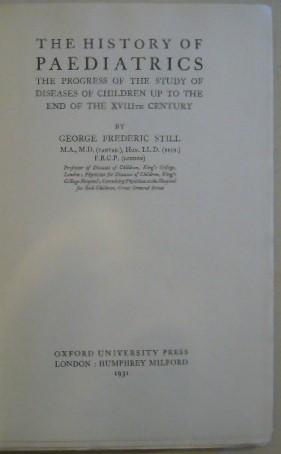 THE HISTORY OF
PAEDIATRICS
THE PROGRESS OF THE STUDY OF
DISEASES OF CHILDREN UP TO THE
END OF THE XVIIITH CENTURY
BY
GEORGE FREDERIC STILL
M.A., M.D. (CANTAB.), HON. LL.D. (EDIN.)
F.R.C.P. (LONDON)
Professor of Diseases of Children, King's College,
London; Physician for Diseases of Children, King's
College Hospital; Consulting Physician to the Hospital
for Sick Children, Great Ormond Street
OXFORD UNIVERSITY PRESS
LONDON : HUMPHREY MILFORD
1931